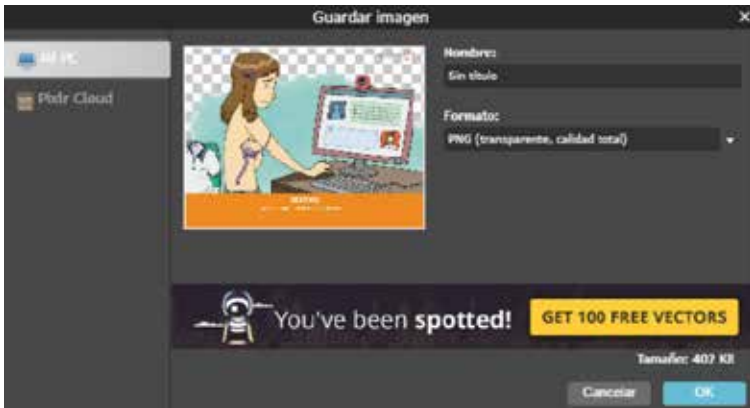 Guardar imagen
×
Mi PC
Pixlr Cloud
Nombre:
Sin título
Formato:
PNG (transparente, calidad total)
You've been spotted!
GET 100 FREE VECTORS
Tamaño: 402 KB
Cancelar
OK